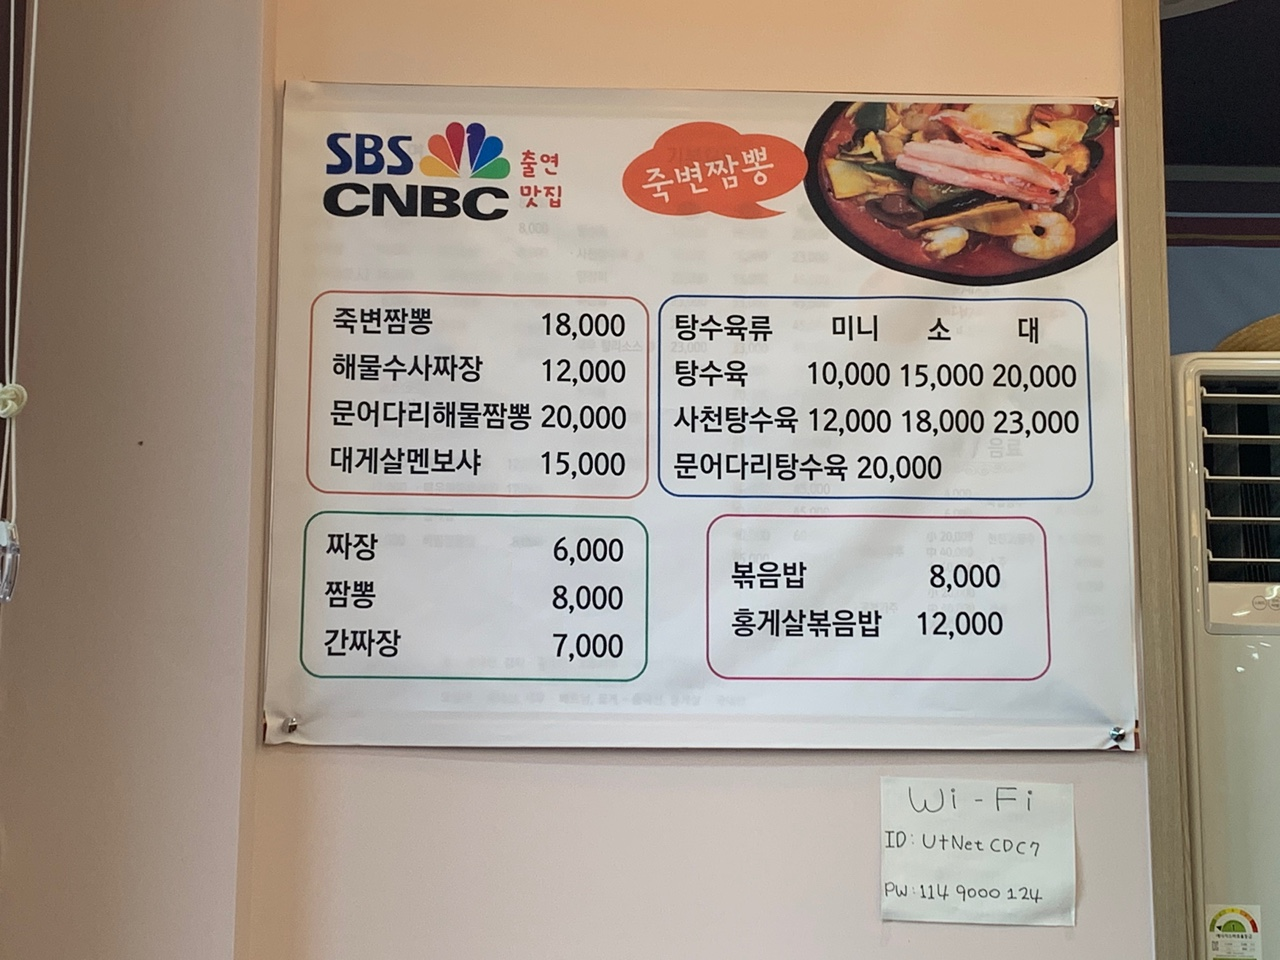 SBS
CNBC
출연
맛집
죽변짬뽕
죽변짬뽕 18,000
해물수사짜장 12,000
문어다리해물짬뽕 20,000
대게살멘보샤 15,000
탕수육류 미니 소 대
탕수육 10,000 15,000 20,000
사천탕수육 12,000 18,000 23,000
문어다리탕수육 20,000
짜장 6,000
짬뽕 8,000
간짜장 7,000
볶음밥 8,000
홍게살볶음밥 12,000
Wi-Fi
ID: UtNetCDC7
PW: 114 9000 124